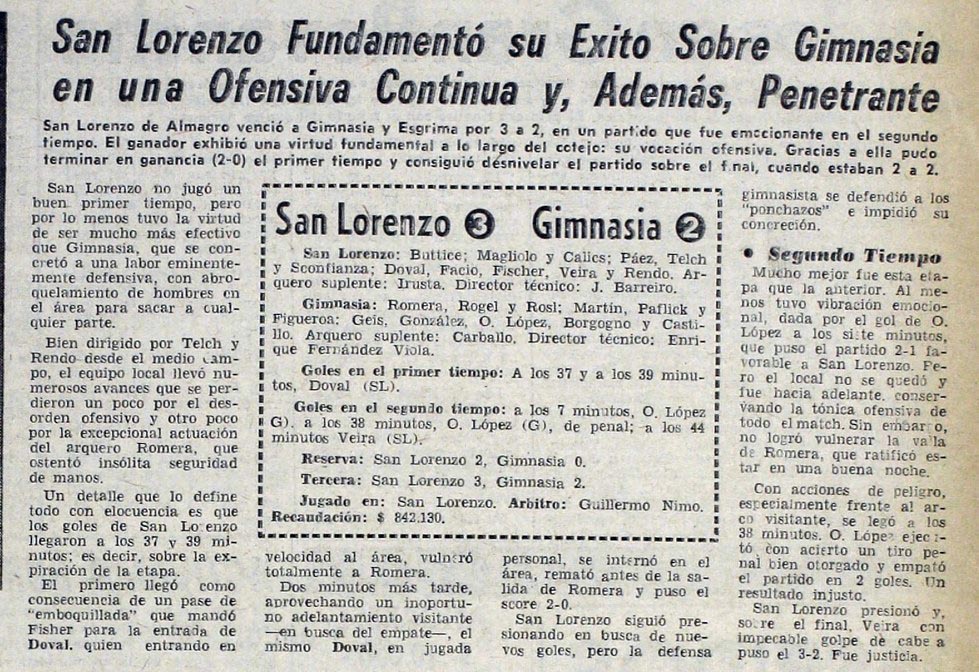 San Lorenzo Fundamentó su Exito Sobre Gimnasia
en una Ofensiva Continua y, Además, Penetrante
San Lorenzo de Almagro venció a Gimnasia y Esgrima por 3 a 2, en un partido que fue emocionante en el segundo
tiempo. El ganador exhibió una virtud fundamental a lo largo del cotejo: su vocación ofensiva. Gracias a ella pudo
terminar en ganancia (2-0) el primer tiempo y consiguió desnivelar el partido sobre el final, cuando estaban 2 a 2.
San Lorenzo no jugó un
buen primer tiempo, pero
por lo menos tuvo la virtud
de ser mucho más efectivo
que Gimnasia, que se con-
cretó a una labor eminente-
mente defensiva, con abro-
quelamiento de hombres en
el área para sacar a cual-
quier parte.
Bien dirigido por Telch y
Rendo desde el medio campo,
el equipo local llevó nu-
merosos avances que se per-
dieron un poco por el des-
orden ofensivo y otro poco
por la excepcional actuación
del arquero Romera, que
ostentó insólita seguridad
de manos.
Un detalle que lo define
todo con elocuencia es que
los goles de San Lorenzo
llegaron a los 37 y 39 mi-
nutos; es decir, sobre la ex-
piración de la etapa.
El primero llegó como
consecuencia de un pase de
"emboquillada" que mandó
Fisher para la entrada de
Doval. quien entrando en
San Lorenzo 3 Gimnasia 2
San Lorenzo: Buttice; Magliolo y Calics; Páez, Telch
y Sconfianza; Doval, Facio, Fischer, Veira y Rendo. Ar-
quero suplente: Irusta. Director técnico: J. Barreiro.
Gimnasia: Romera, Rogel y Rosl; Martín, Paflick y
Figueroa; Geis, González, O. López, Borgogno y Casti-
llo. Arquero suplente: Carballo, Director técnico: Enri-
que Fernández Viola.
Goles en el primer tiempo: A los 37 y a los 39 minu-
tos, Doval (SL).
Goles en el segundo tiempo: a los 7 minutos, O. López
G). a los 38 minutos, O. López (G), de penal; a los 44
minutos Veira (SL).
Reserva: San Lorenzo 2, Gimnasia 0.
Tercera: San Lorenzo 3, Gimnasia 2.
Jugado en: San Lorenzo. Arbitro: Guillermo Nimo.
Recaudación: $ 842.130.
velocidad al área, vulneró
totalmente a Romera.
Dos minutos más tarde,
aprovechando un inoportu-
no adelantamiento visitante
—en busca del empate—, el
mismo Doval, en jugada
personal, se internó en el
área, remató antes de la sa-
lida de Romera y puso el
score 2-0.
San Lorenzo siguió pre-
sionando en busca de nue-
vos goles, pero la defensa
gimnasista se defendió a los
"ponchazos" e impidió su
concreción.
• Segundo Tiempo
Mucho mejor fue esta eta-
pa que la anterior. Al me-
nos tuvo vibración emocio-
nal, dada por el gol de O.
López a los siete minutos,
que puso el partido 2-1 fa-
vorable a San Lorenzo. Pe-
ro el local no se quedó y
fue hacia adelante. conser-
vando la tónica ofensiva de
todo el match. Sin embargo,
no logró vulnerar la valla
de Romera, que ratificó es-
tar en una buena noche.
Con acciones de peligro,
especialmente frente al ar-
co visitante, se legó a los
38 minutos. O. López ejecu-
tó con acierto un tiro pe-
nal bien otorgado y empató
el partido en 2 goles. Un
resultado injusto.
San Lorenzo presionó y,
sobre el final, Veira con
impecable golpe de cabeza
puso el 3-2. Fue justicia.